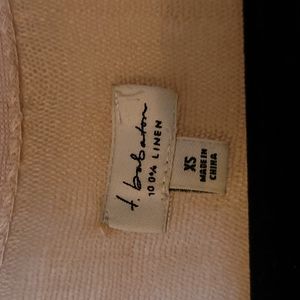 t. babaton
100% LINEN
XS
MADE IN
CHINA